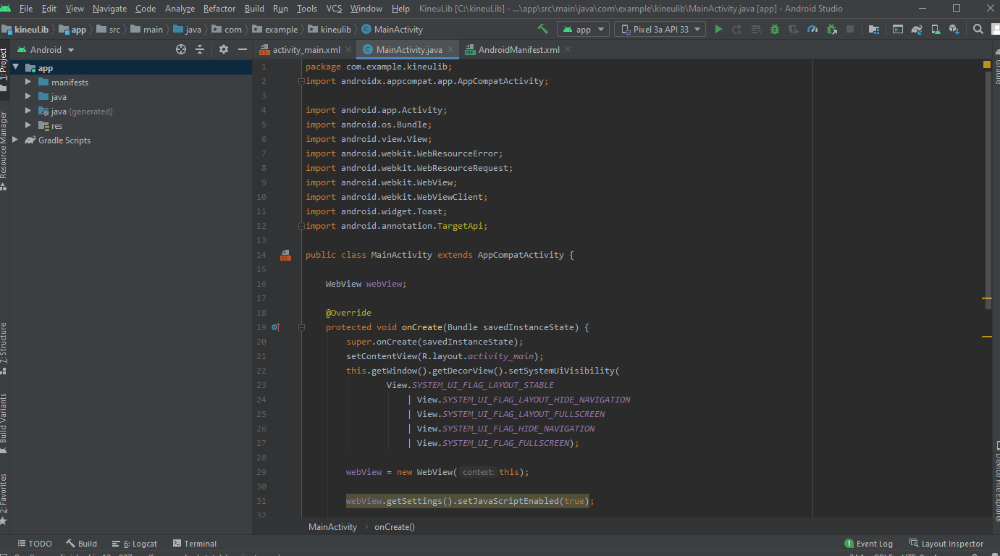 File Edit View Navigate Code Analyze Refactor Build Run Tools VCS Window Help KineuLib [C:\kineuLib] - ...\app\src\main\java\com\example\kineulib\MainActivity.java [app] - Android Studio
kineuLib app src main java com example kineulib MainActivity app Pixel 3a API 33
Android
activity_main.xml MainActivity.java AndroidManifest.xml
app
manifests
java
java (generated)
res
Gradle Scripts
1: Project
Resource Manager
7: Structure
Build Variants
2: Favorites
1 package com.example.kineulib;
2 import androidx.appcompat.app.AppCompatActivity;
3
4 import android.app.Activity;
5 import android.os.Bundle;
6 import android.view.View;
7 import android.webkit.WebResourceError;
8 import android.webkit.WebResourceRequest;
9 import android.webkit.WebView;
10 import android.webkit.WebViewClient;
11 import android.widget.Toast;
12 import android.annotation.TargetApi;
13
14 public class MainActivity extends AppCompatActivity {
15
16 WebView webView;
17
18 @Override
19 protected void onCreate(Bundle savedInstanceState) {
20 super.onCreate(savedInstanceState);
21 setContentView(R.layout.activity_main);
22 this.getWindow().getDecorView().setSystemUiVisibility(
23 View.SYSTEM_UI_FLAG_LAYOUT_STABLE
24 | View.SYSTEM_UI_FLAG_LAYOUT_HIDE_NAVIGATION
25 | View.SYSTEM_UI_FLAG_LAYOUT_FULLSCREEN
26 | View.SYSTEM_UI_FLAG_HIDE_NAVIGATION
27 | View.SYSTEM_UI_FLAG_FULLSCREEN);
28
29 webView = new WebView( context: this);
30
31 webView.getSettings().setJavaScriptEnabled(true);
32
Gradle
Device File Explorer
MainActivity › onCreate()
TODO Build 6: Logcat Terminal 1 Event Log Layout Inspector